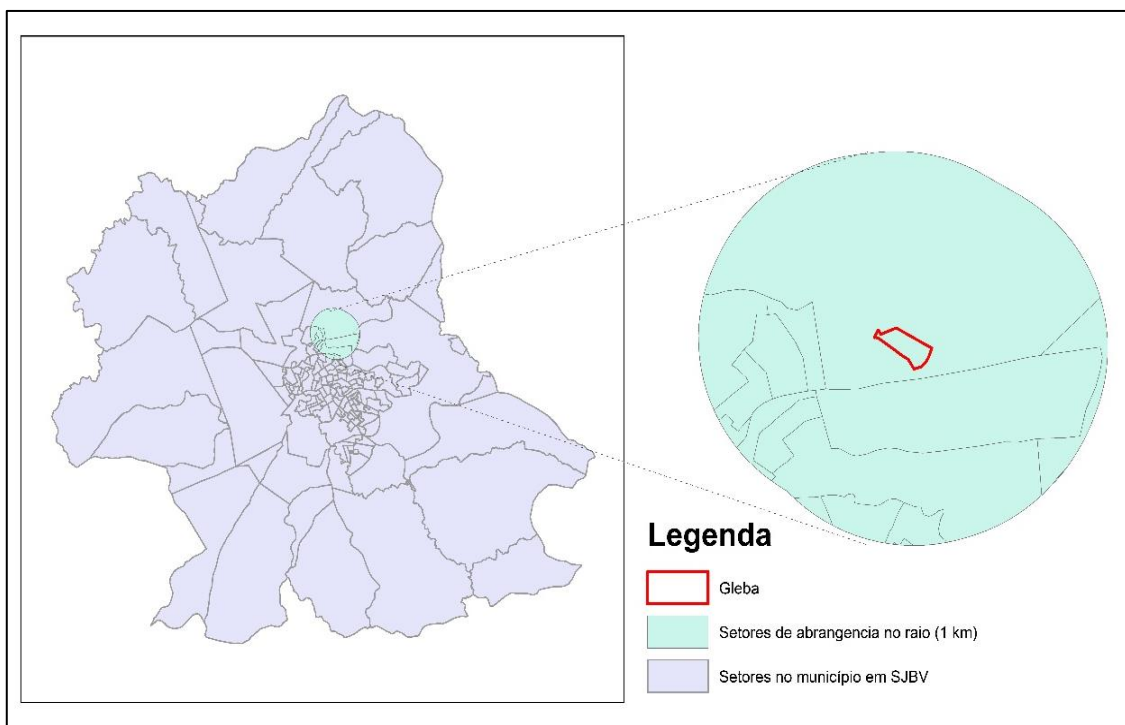 Legenda
Gleba
Setores de abrangencia no raio (1 km)
Setores no município em SJBV